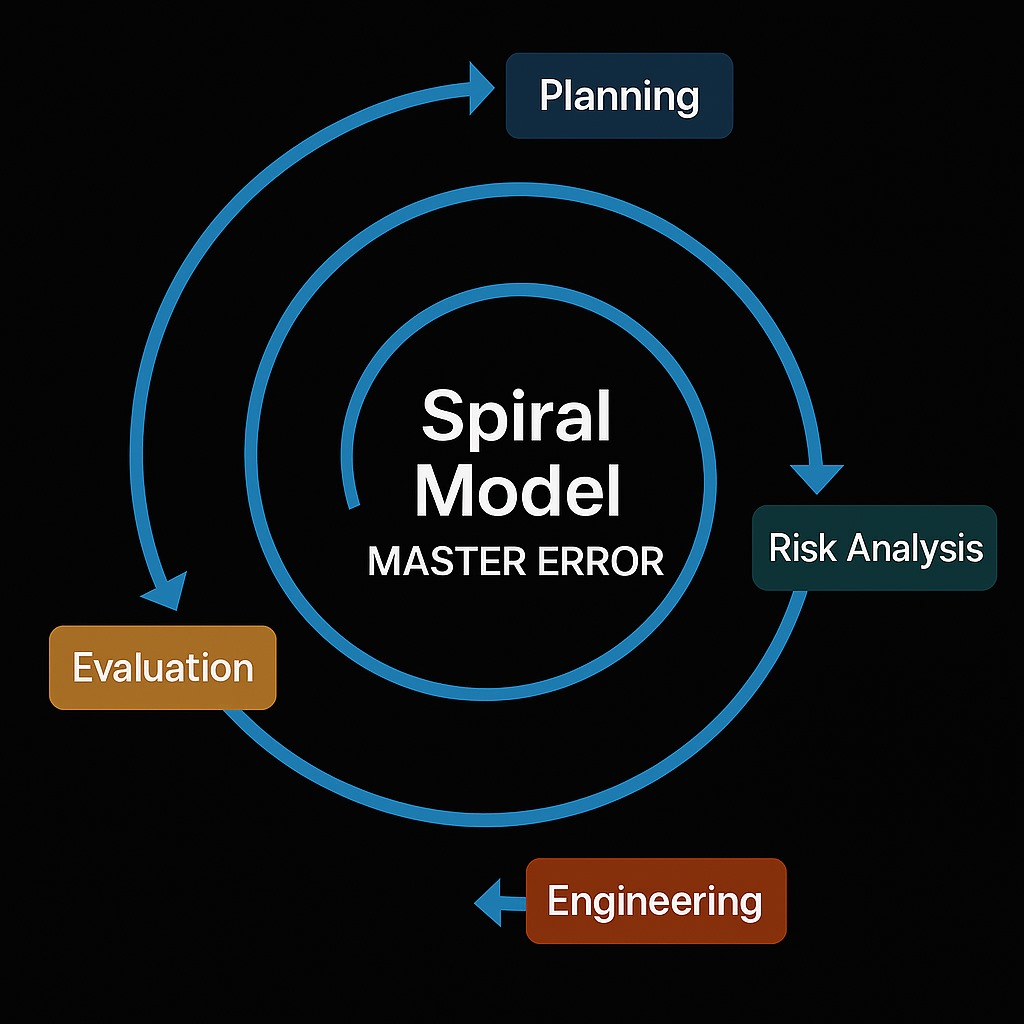 Planning
Spiral
Model
MASTER ERROR
Risk Analysis
Evaluation
Engineering